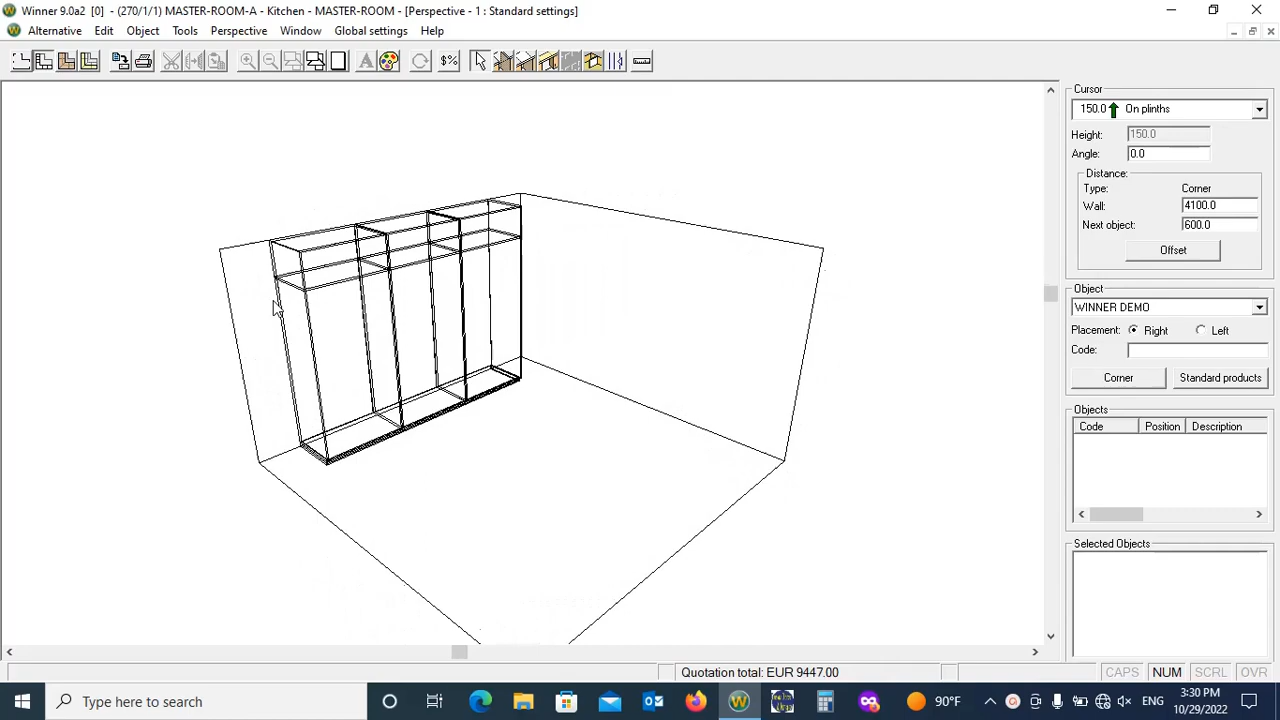 Winner 9.0a2 [0] - (270/1/1) MASTER-ROOM-A - Kitchen - MASTER-ROOM - [Perspective - 1 : Standard settings]
Alternative Edit Object Tools Perspective Window Global settings Help
A $%
Cursor
150.0 On plinths
Height: 150.0
Angle: 0.0
Distance:
Type: Corner
Wall: 4100.0
Next object: 600.0
Offset
Object
WINNER DEMO
Placement: Right Left
Code:
Corner Standard products
Objects
Code Position Description
Selected Objects
Quotation total: EUR 9447.00 CAPS NUM SCRL OVR
Type here to search
90°F
ENG
3:30 PM
10/29/2022